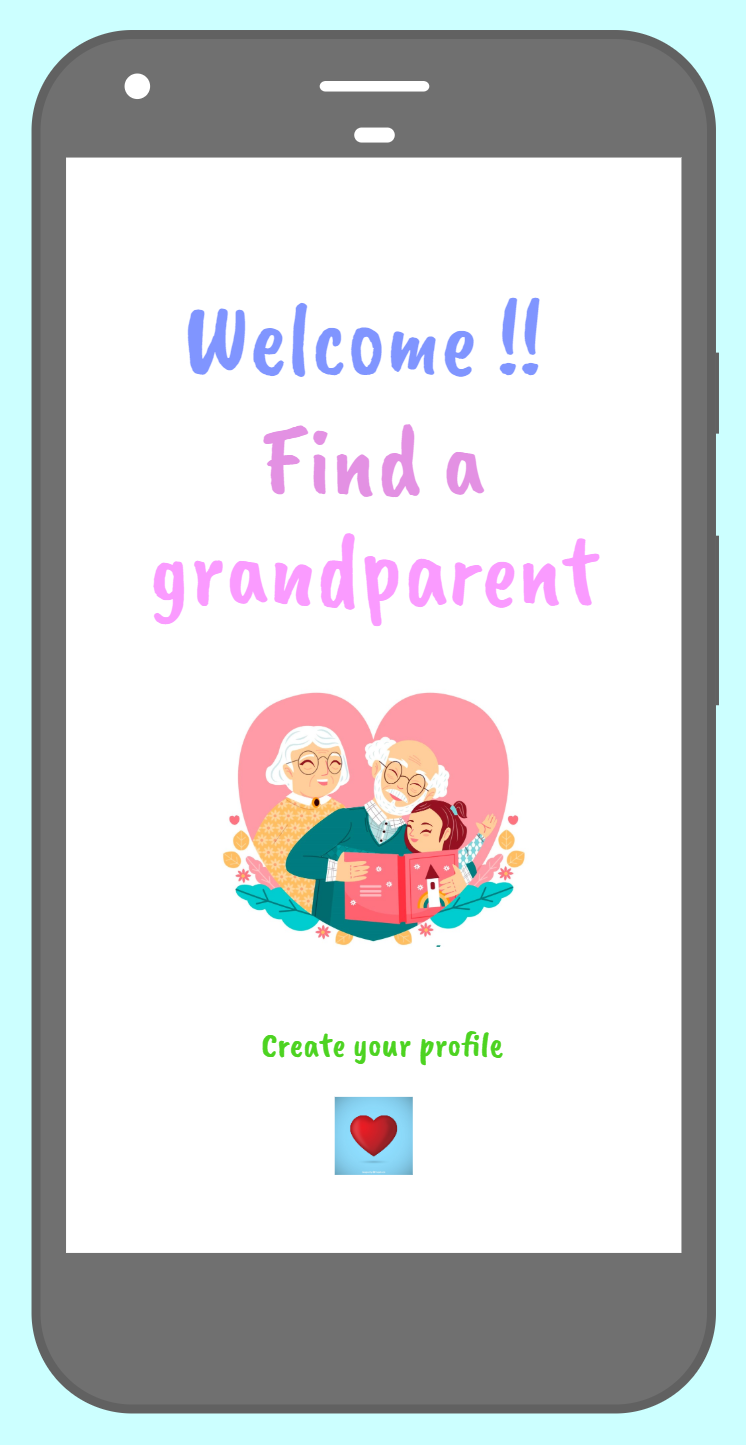 Welcome !!
Find a
grandparent
Create your profile